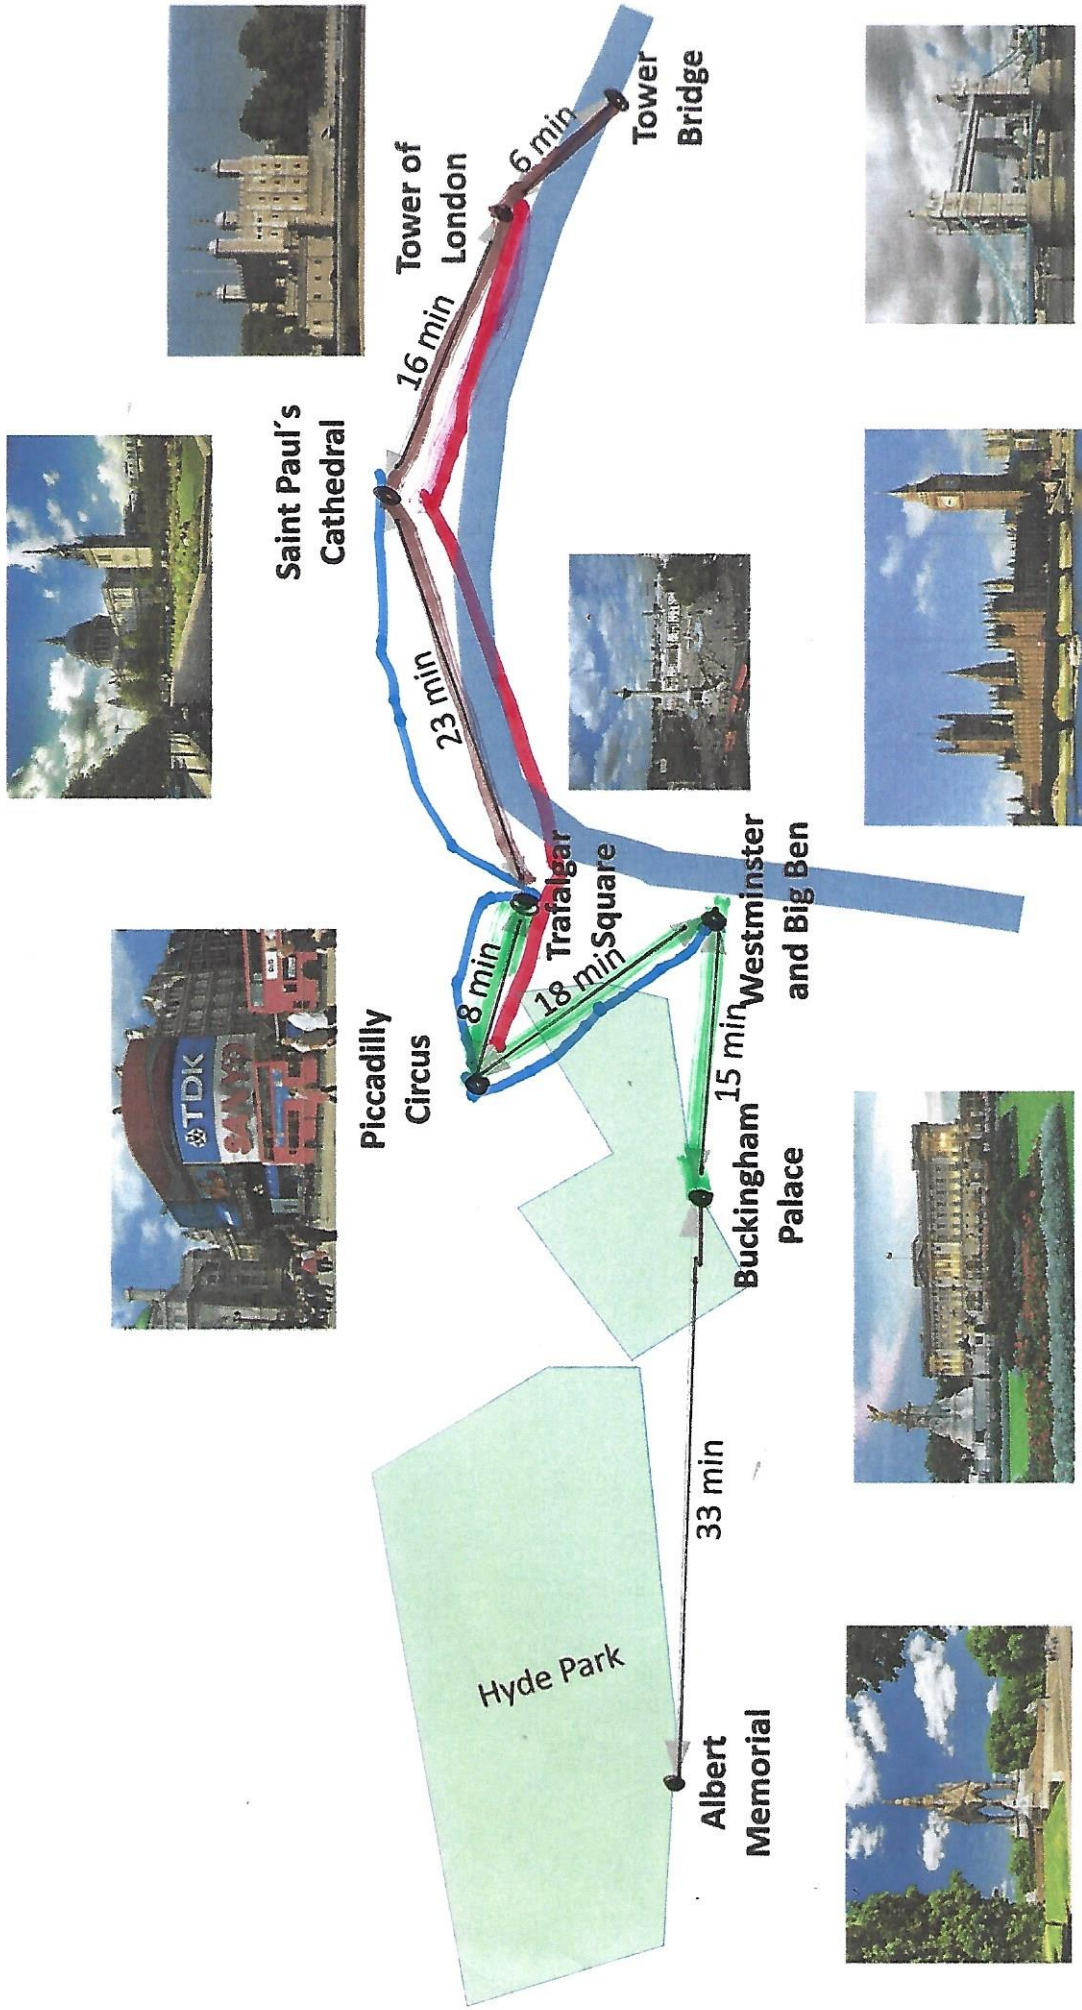 TDK
SANYO
Saint Paul´s
Cathedral
Piccadilly
Circus
Tower of
London
16 min
23 min
8 min
6 min
Hyde Park
Trafalgar
Square
18 min
Tower
Bridge
Albert
Memorial
33 min
Buckingham
Palace
15 min
Westminster
and Big Ben